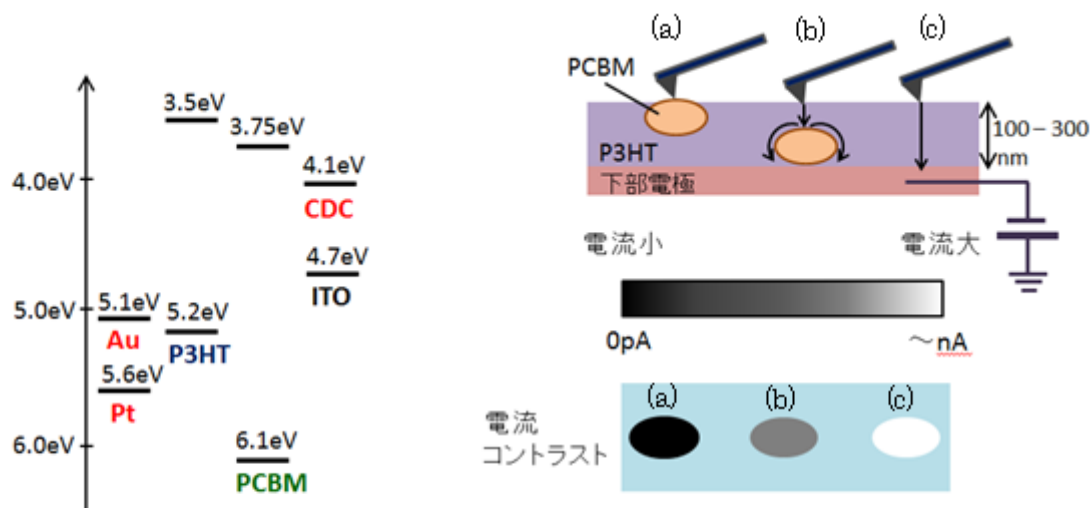 3.5eV
3.75eV
4.0eV
4.1eV
CDC
4.7eV
ITO
5.0eV
5.1eV
Au
5.2eV
P3HT
5.6eV
Pt
6.0eV
6.1eV
PCBM
(a)
(b)
(c)
PCBM
P3HT
下部電極
100-300
nm
電流小
電流大
0pA
～nA
(a)
(b)
(c)
電流
コントラスト